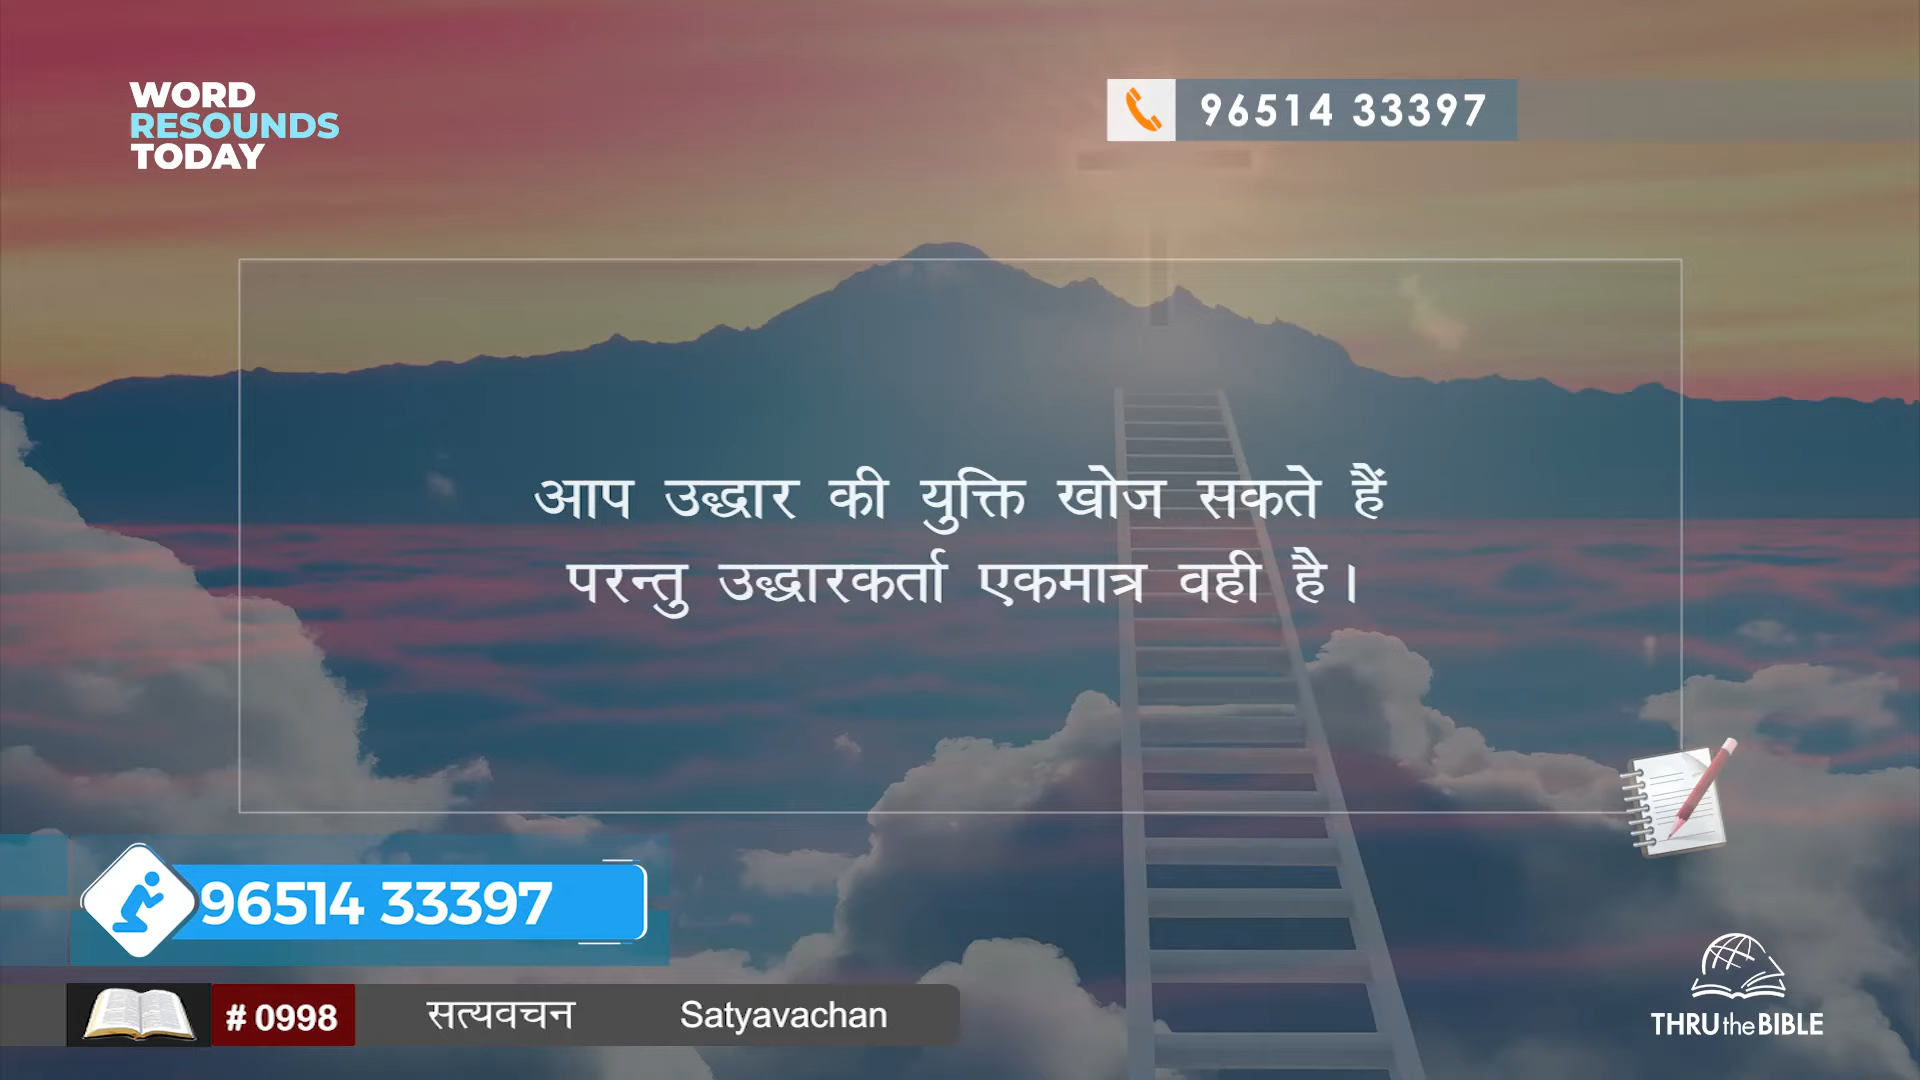 WORD
RESOUNDS
TODAY
96514 33397
आप उद्धार की युक्ति खोज सकते हैं
परन्तु उद्धारकर्ता एकमात्र वही है।
96514 33397
# 0998 सत्यवचन Satyavachan
THRU the BIBLE